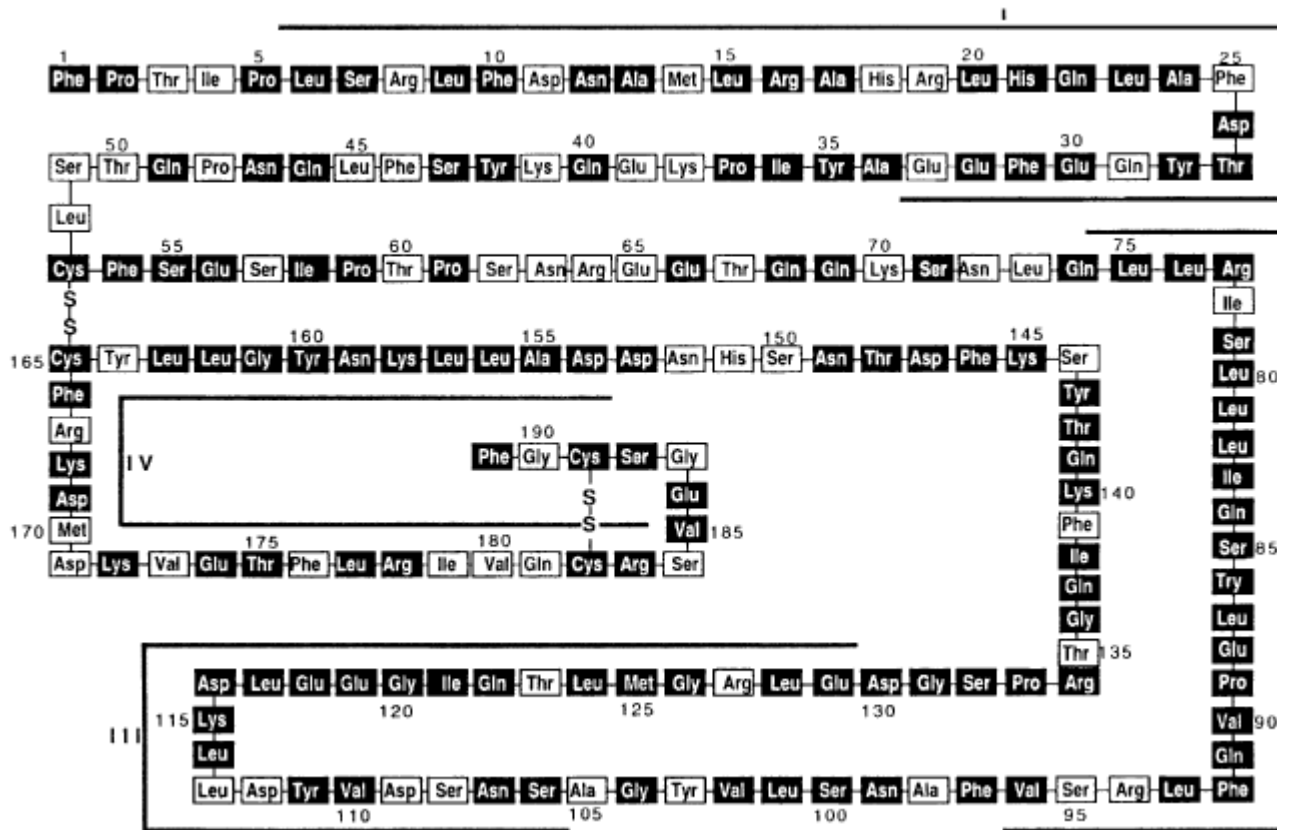 I
1 5 10 15 20 25
Phe Pro Thr Ile Pro Leu Ser Arg Leu Phe Asp Asn Ala Met Leu Arg Ala His Arg Leu His Gln Leu Ala Phe
Asp
50 45 40 35 30
Ser Thr Gln Pro Asn Gln Leu Phe Ser Tyr Lys Gln Glu Lys Pro Ile Tyr Ala Glu Glu Phe Glu Gln Tyr Thr
Leu
55 60 65 70 75
Cys Phe Ser Glu Ser Ile Pro Thr Pro Ser Asn Arg Glu Glu Thr Gln Gln Lys Ser Asn Leu Gln Leu Leu Arg
S Ile
S 160 155 150 145 Ser
165 Cys Tyr Leu Leu Gly Tyr Asn Lys Leu Leu Ala Asp Asp Asn His Ser Asn Thr Asp Phe Lys Ser
Leu 80
Phe Tyr Leu
Arg 190 Thr Leu
IV Lys Phe Gly Cys Ser Gly Gln Ile
Asp S Glu Lys 140 Gln
170 Met S Val 185 Phe Ser 85
175 180
Asp Lys Val Glu Thr Phe Leu Arg Ile Val Gln Cys Arg Ser Ile
Try
Gln Leu
Gly Glu
Thr 135
Asp Leu Glu Glu Gly Ile Gln Thr Leu Met Gly Arg Leu Glu Asp Gly Ser Pro Arg Pro
115 Lys 120 125 130 Val 90
III Leu Gln
Leu Asp Tyr Val Asp Ser Asn Ser Ala Gly Tyr Val Leu Ser Asn Ala Phe Val Ser Arg Leu Phe
110 105 100 95